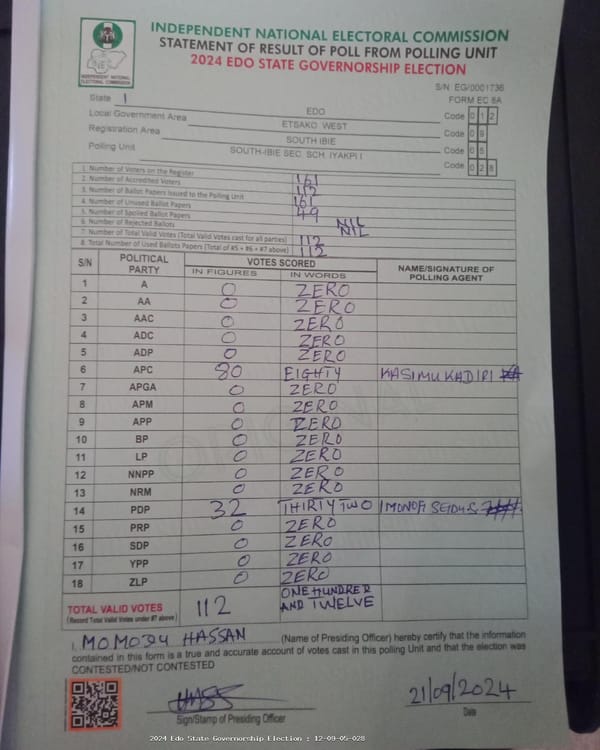 INDEPENDENT NATIONAL ELECTORAL COMMISSION
STATEMENT OF RESULT OF POLL FROM POLLING UNIT
2024 EDO STATE GOVERNORSHIP ELECTION
INDEPENDENT NATIONAL ELECTORAL COMMISSION
S/N: EG/0001736
FORM EC 8A
State EDO Code 0 1 2
Local Government Area ETSAKO WEST Code 0 9
Registration Area SOUTH IBIE Code 0 5
Polling Unit SOUTH-IBIE SEC. SCH. IYAKPI I Code 0 2 8
1. Number of Voters on the Register 161
2. Number of Accredited Voters 112
3. Number of Ballot Papers Issued to the Polling Unit 161
4. Number of Unused Ballot Papers 49
5. Number of Spoiled Ballot Papers NIL
6. Number of Rejected Ballots NIL
7. Number of Total Valid Votes (Total Valid Votes cast for all parties) 112
8. Total Number of Used Ballots Papers (Total of #5 + #6 + #7 above) 112
S/N POLITICAL PARTY VOTES SCORED NAME/SIGNATURE OF POLLING AGENT
IN FIGURES IN WORDS
1 A 0 ZERO
2 AA 0 ZERO
3 AAC 0 ZERO
4 ADC 0 ZERO
5 ADP 0 ZERO
6 APC 80 EIGHTY KASIMU KADIRI
7 APGA 0 ZERO
8 APM 0 ZERO
9 APP 0 ZERO
10 BP 0 ZERO
11 LP 0 ZERO
12 NNPP 0 ZERO
13 NRM 0 ZERO
14 PDP 32 THIRTY TWO
15 PRP 0 ZERO
16 SDP 0 ZERO
17 YPP 0 ZERO
18 ZLP 0 ZERO
TOTAL VALID VOTES 112 ONE HUNDRED AND TWELVE
(Record Total Valid Votes under #7 above)
I, MOMODU HASSAN (Name of Presiding Officer) hereby certify that the information
contained in this form is a true and accurate account of votes cast in this polling Unit and that the election was
CONTESTED/NOT CONTESTED
21/09/2024
Sign/Stamp of Presiding Officer Date
2024 Edo State Governorship Election : 12-09-05-028